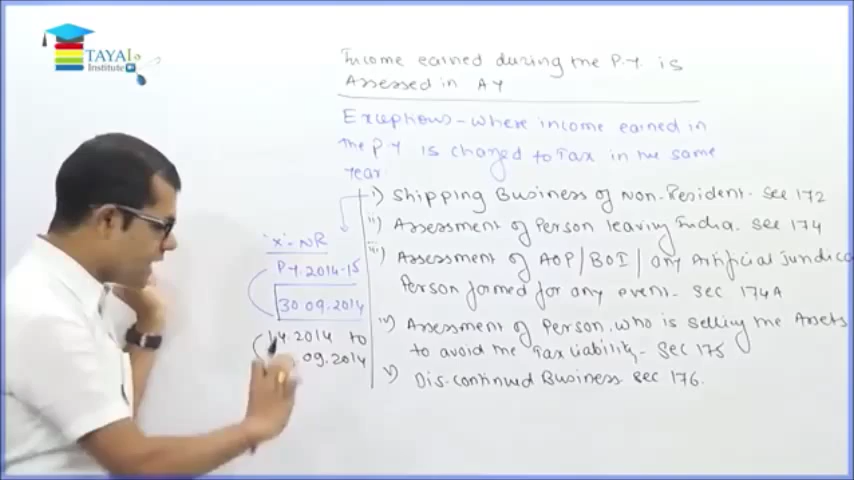 TAYAL
Institute
Income earned during the P.Y. is
Assessed in AY
Exceptions - where income earned in
the P.Y is charged to Tax in the same
year.
i) Shipping Business of Non-Resident. Sec 172
ii) Assessment of Person leaving India. Sec 174
iii) Assessment of AOP/BOI/any Artificial juridica
Person formed for any event - Sec 174A
iv) Assessment of Person, who is selling the Assets
to avoid the Tax liability - Sec 175
v) Dis-continued Business Sec 176.
'X' - NR
P.Y. 2014-15
30.09.2014
1.4.2014 to
.09.2014